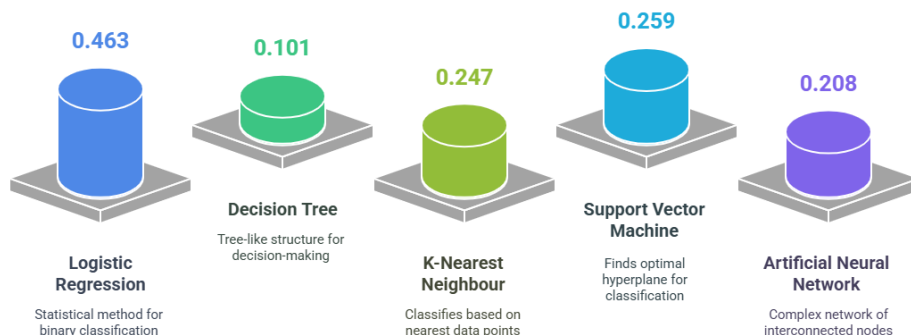 0.463
Logistic
Regression
Statistical method for
binary classification
0.101
Decision Tree
Tree-like structure for
decision-making
0.247
K-Nearest
Neighbour
Classifies based on
nearest data points
0.259
Support Vector
Machine
Finds optimal
hyperplane for
classification
0.208
Artificial Neural
Network
Complex network of
interconnected nodes